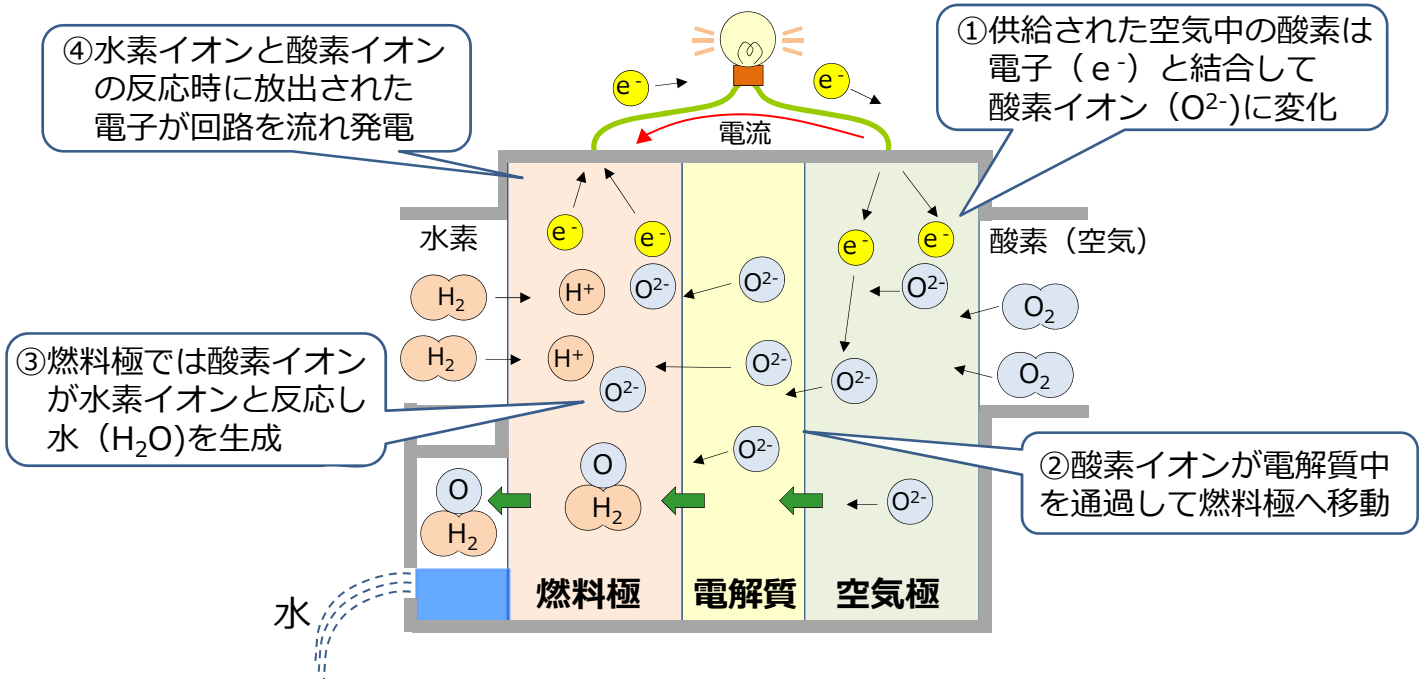 ④水素イオンと酸素イオン
の反応時に放出された
電子が回路を流れ発電
①供給された空気中の酸素は
電子（e⁻）と結合して
酸素イオン（O²⁻)に変化
e⁻
e⁻
電流
水素
e⁻
e⁻
e⁻
e⁻
酸素（空気）
H₂
H⁺
O²⁻
O²⁻
O²⁻
O₂
H₂
H⁺
O²⁻
O²⁻
O²⁻
O₂
③燃料極では酸素イオン
が水素イオンと反応し
水（H₂O)を生成
O²⁻
②酸素イオンが電解質中
を通過して燃料極へ移動
O
H₂
O
H₂
O²⁻
燃料極
電解質
空気極
水